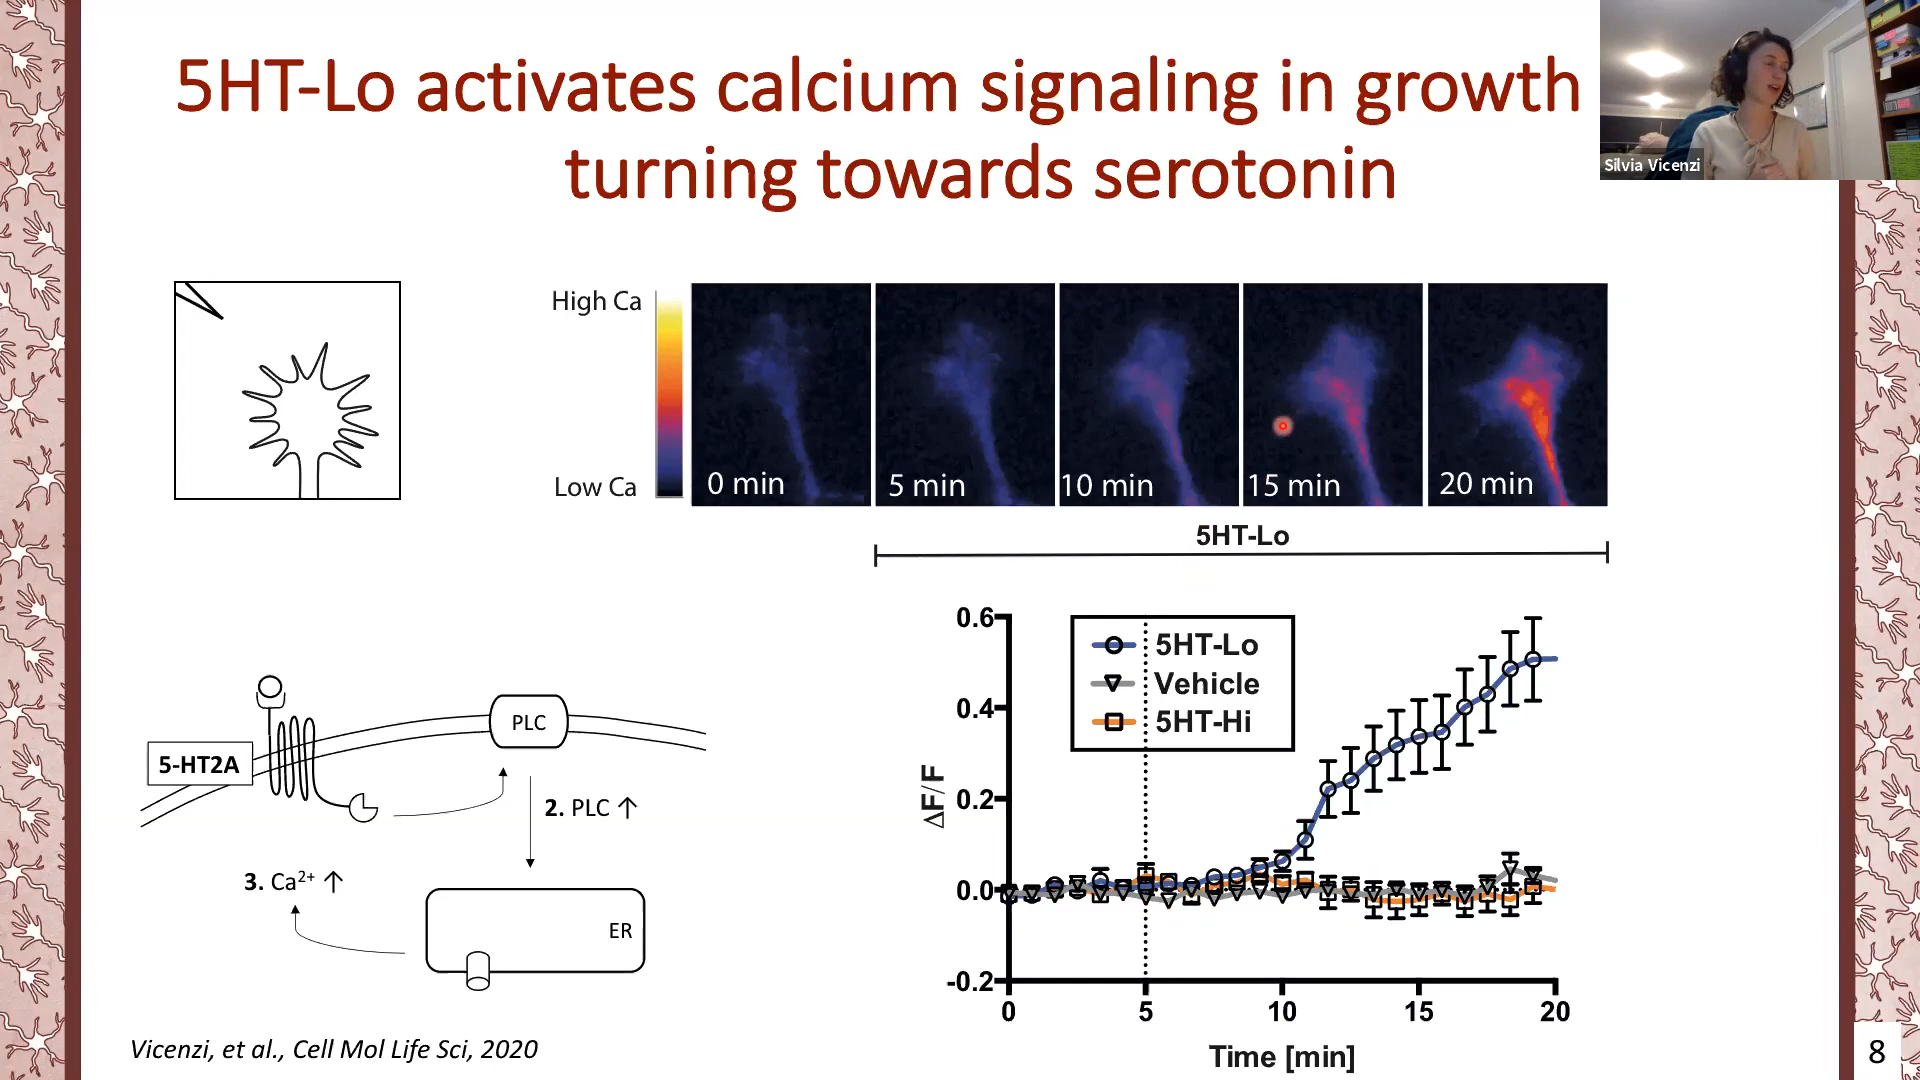 5HT-Lo activates calcium signaling in growth
turning towards serotonin
Silvia Vicenzi
High Ca
Low Ca
0 min
5 min
10 min
15 min
20 min
5HT-Lo
5-HT2A
PLC
2. PLC ↑
3. Ca²⁺ ↑
ER
0.6
0.4
0.2
0.0
-0.2
ΔF/F
5HT-Lo
Vehicle
5HT-Hi
0
5
10
15
20
Time [min]
Vicenzi, et al., Cell Mol Life Sci, 2020
8